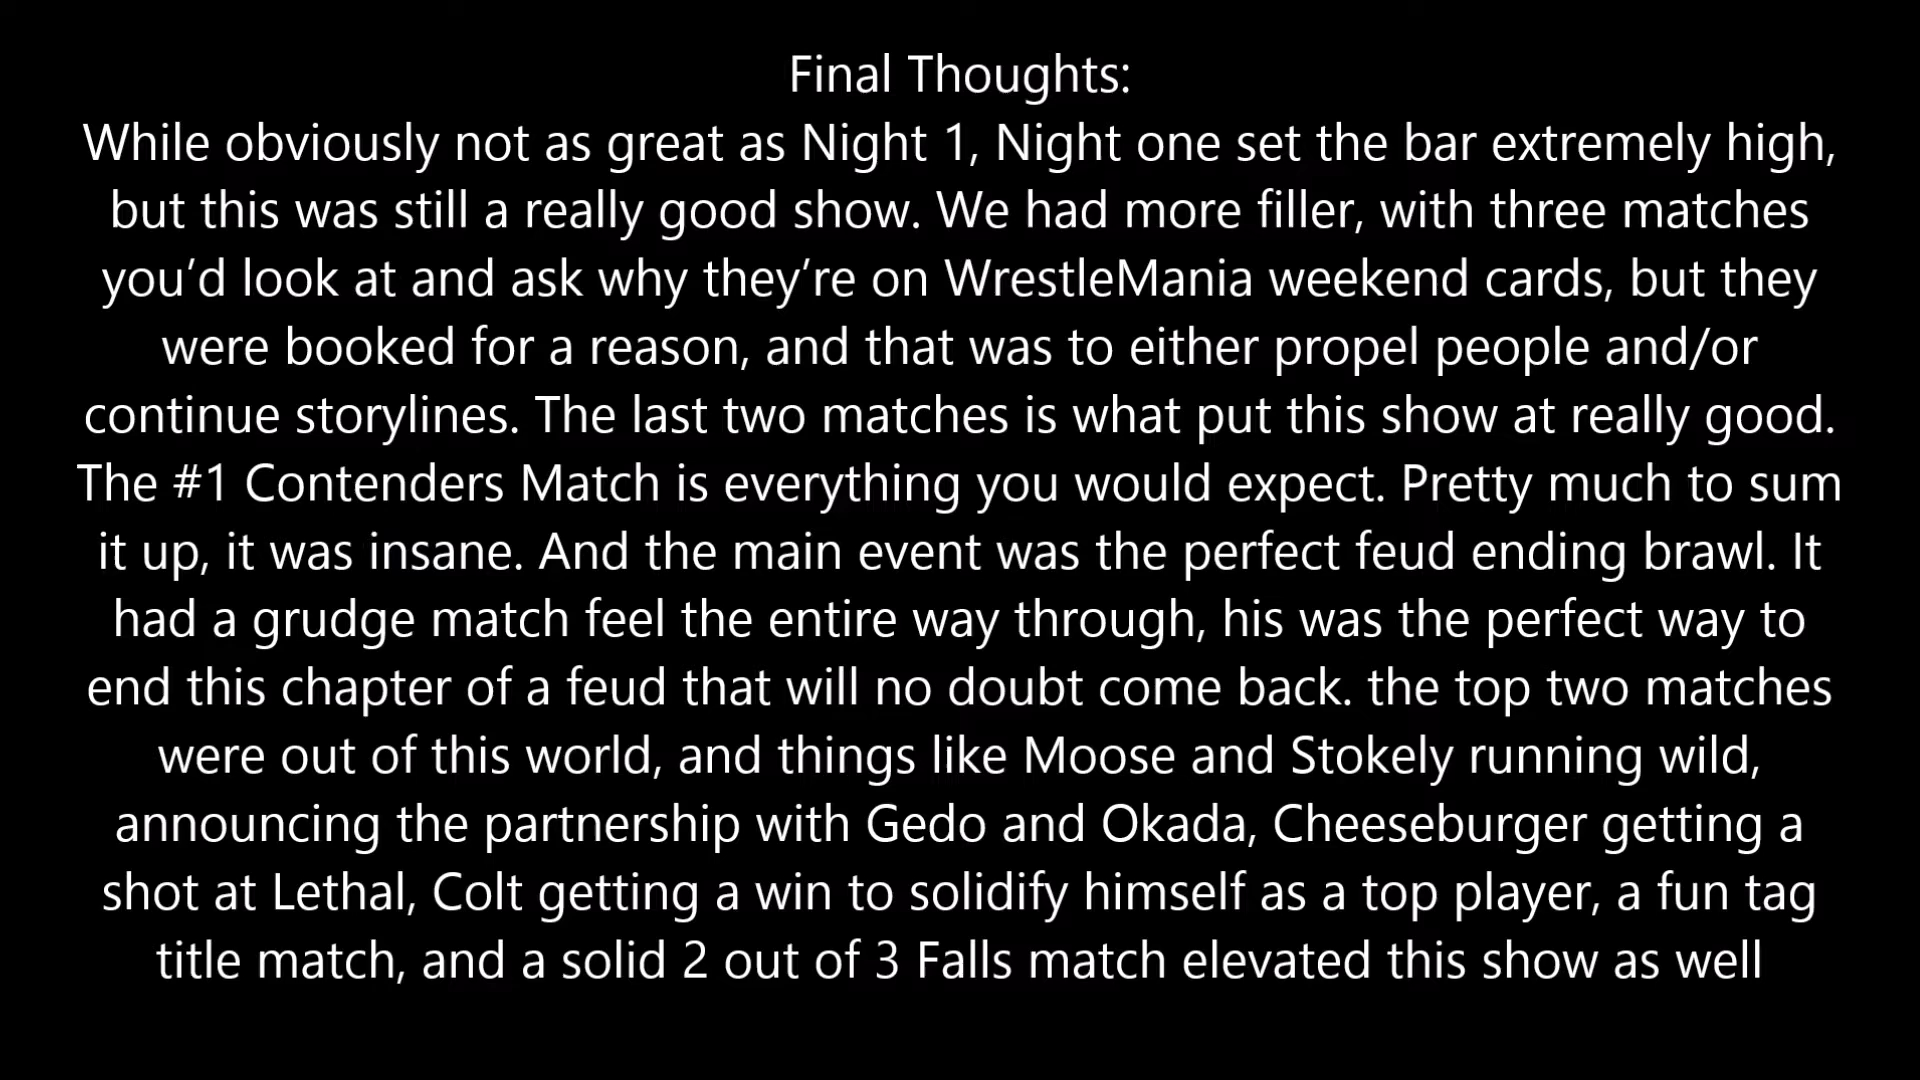 Final Thoughts:
While obviously not as great as Night 1, Night one set the bar extremely high,
but this was still a really good show. We had more filler, with three matches
you’d look at and ask why they’re on WrestleMania weekend cards, but they
were booked for a reason, and that was to either propel people and/or
continue storylines. The last two matches is what put this show at really good.
The #1 Contenders Match is everything you would expect. Pretty much to sum
it up, it was insane. And the main event was the perfect feud ending brawl. It
had a grudge match feel the entire way through, his was the perfect way to
end this chapter of a feud that will no doubt come back. the top two matches
were out of this world, and things like Moose and Stokely running wild,
announcing the partnership with Gedo and Okada, Cheeseburger getting a
shot at Lethal, Colt getting a win to solidify himself as a top player, a fun tag
title match, and a solid 2 out of 3 Falls match elevated this show as well